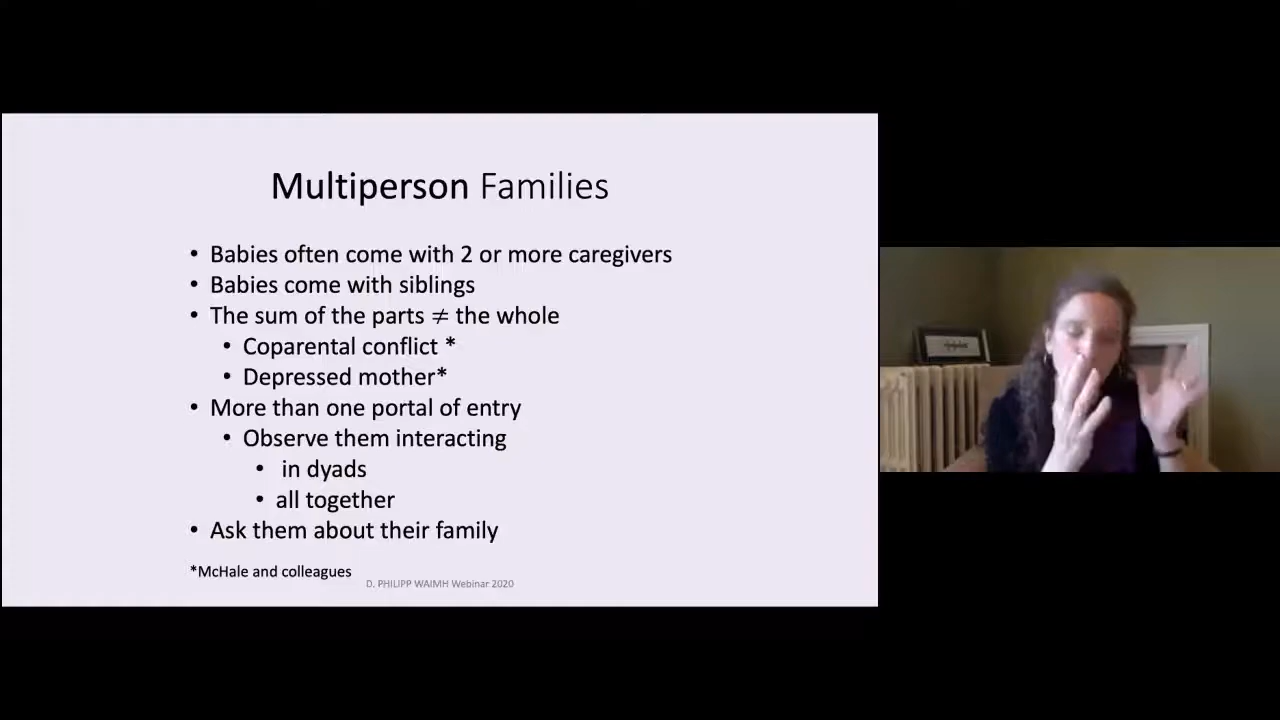 Multiperson Families
• Babies often come with 2 or more caregivers
• Babies come with siblings
• The sum of the parts ≠ the whole
• Coparental conflict *
• Depressed mother*
• More than one portal of entry
• Observe them interacting
• in dyads
• all together
• Ask them about their family
*McHale and colleagues
D. PHILIPP WAIMH Webinar 2020